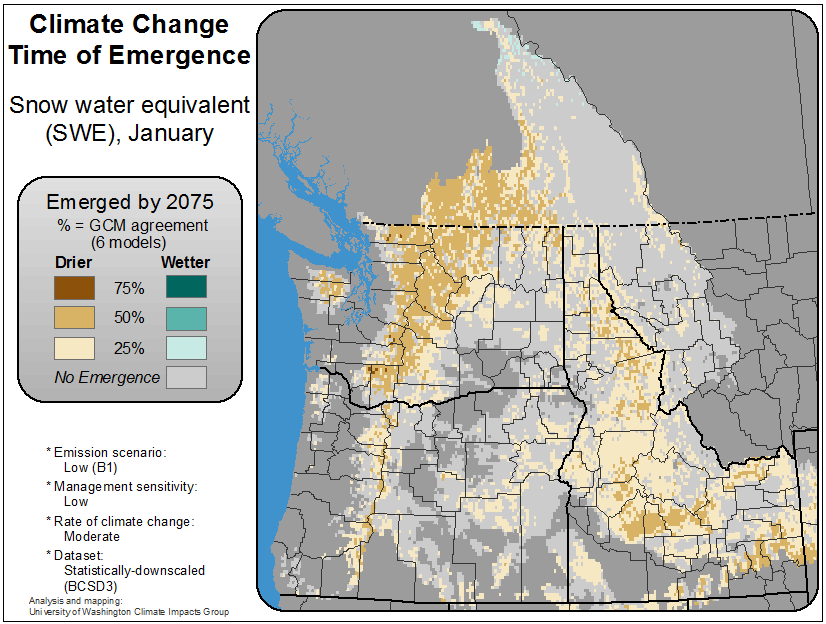 Climate Change
Time of Emergence
Snow water equivalent
(SWE), January
Emerged by 2075
% = GCM agreement
(6 models)
Drier Wetter
75%
50%
25%
No Emergence
* Emission scenario:
Low (B1)
* Management sensitivity:
Low
* Rate of climate change:
Moderate
* Dataset:
Statistically-downscaled
(BCSD3)
Analysis and mapping:
University of Washington Climate Impacts Group